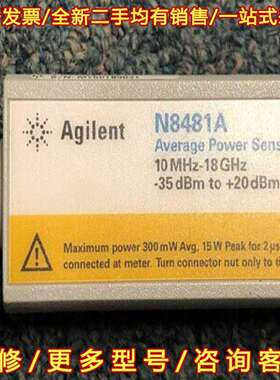 发票/全新二手均有销售/一站式
Agilent
N8481A
Average Power Sens
10 MHz-18 GHz
-35 dBm to +20 dBm
Maximum power 300 mW Avg, 15 W Peak for 2 µs
connected at meter. Turn connector nut only to
修/更多型号/咨询客